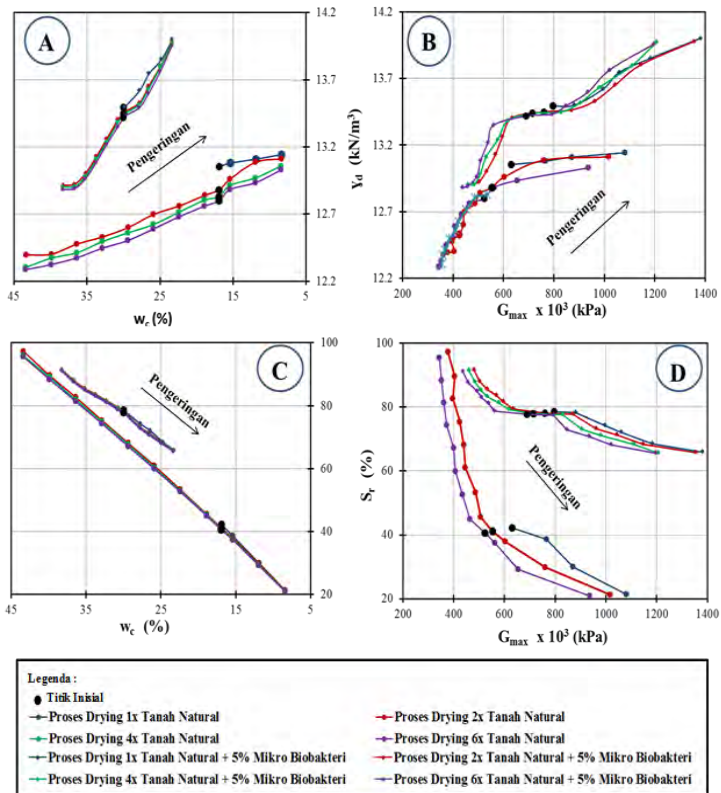 A
Pengeringan
14.2
13.7
13.2
12.7
12.2
45
35
25
15
5
w_c (%)
B
Pengeringan
14.2
13.7
13.2
12.7
12.2
200
400
600
800
1000
1200
1400
G_max x 10³ (kPa)
Y_d (kN/m³)
C
Pengeringan
100
80
60
40
20
45
35
25
15
5
w_c (%)
D
Pengeringan
100
80
60
40
20
200
400
600
800
1000
1200
1400
G_max x 10³ (kPa)
S_r (%)
Legenda :
Titik Inisial
Proses Drying 1x Tanah Natural
Proses Drying 2x Tanah Natural
Proses Drying 4x Tanah Natural
Proses Drying 6x Tanah Natural
Proses Drying 1x Tanah Natural + 5% Mikro Biobakteri
Proses Drying 2x Tanah Natural + 5% Mikro Biobakteri
Proses Drying 4x Tanah Natural + 5% Mikro Biobakteri
Proses Drying 6x Tanah Natural + 5% Mikro Biobakteri